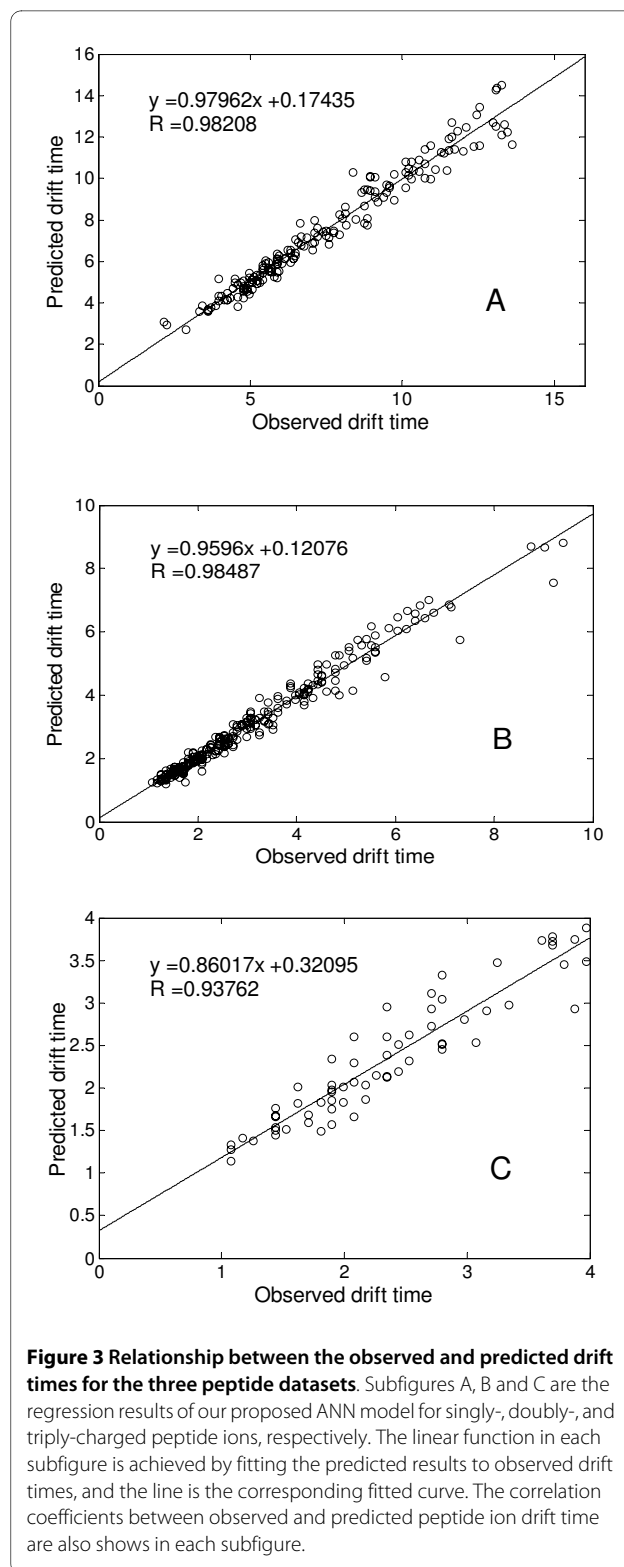 16
14
12
10
8
6
4
2
0
Predicted drift time
y =0.97962x +0.17435
R =0.98208
A
0 5 10 15
Observed drift time
10
8
6
4
2
0
Predicted drift time
y =0.9596x +0.12076
R =0.98487
B
0 2 4 6 8 10
Observed drift time
4
3.5
3
2.5
2
1.5
1
0.5
0
Predicted drift time
y =0.86017x +0.32095
R =0.93762
C
0 1 2 3 4
Observed drift time
Figure 3 Relationship between the observed and predicted drift
times for the three peptide datasets. Subfigures A, B and C are the
regression results of our proposed ANN model for singly-, doubly-, and
triply-charged peptide ions, respectively. The linear function in each
subfigure is achieved by fitting the predicted results to observed drift
times, and the line is the corresponding fitted curve. The correlation
coefficients between observed and predicted peptide ion drift time
are also shows in each subfigure.